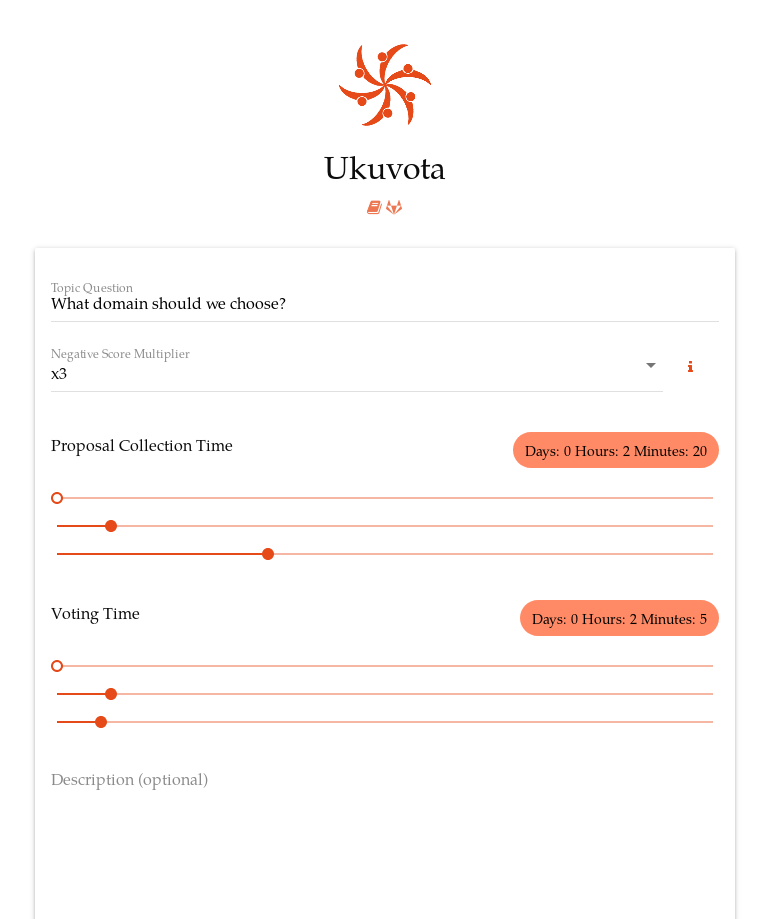 Ukuvota
Topic Question
What domain should we choose?
Negative Score Multiplier
x3
Proposal Collection Time
Days: 0 Hours: 2 Minutes: 20
Voting Time
Days: 0 Hours: 2 Minutes: 5
Description (optional)